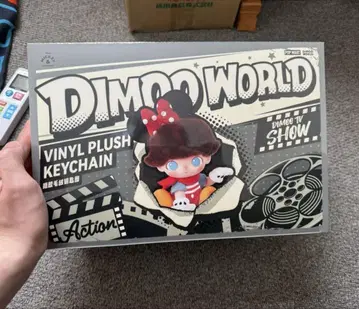 DIMOO WORLD
VINYL PLUSH
KEYCHAIN
DIMOO TV
SHOW
Action